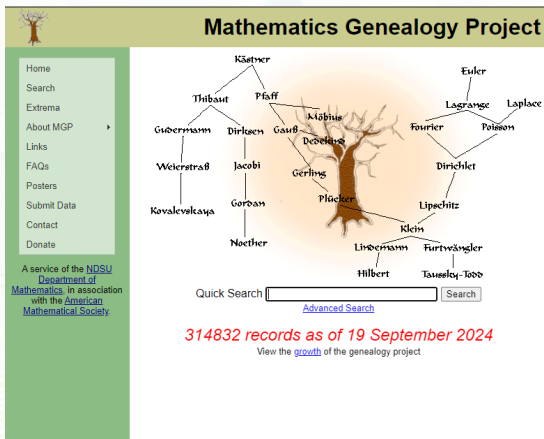 Mathematics Genealogy Project
Home
Search
Extrema
About MGP
Links
FAQs
Posters
Submit Data
Contact
Donate
A service of the NDSU
Department of
Mathematics, in association
with the American
Mathematical Society.
Kästner
Euler
Thibaut
Pfaff
Lagrange
Laplace
Möbius
Gudermann
Dirksen
Gauß
Fourier
Poisson
Dedekind
Weierstraß
Jacobi
Gerling
Dirichlet
Kovalevskaya
Gordan
Plücker
Lipschitz
Klein
Noether
Lindemann
Furtwängler
Hilbert
Taussky-Todd
Quick Search
Search
Advanced Search
314832 records as of 19 September 2024
View the growth of the genealogy project